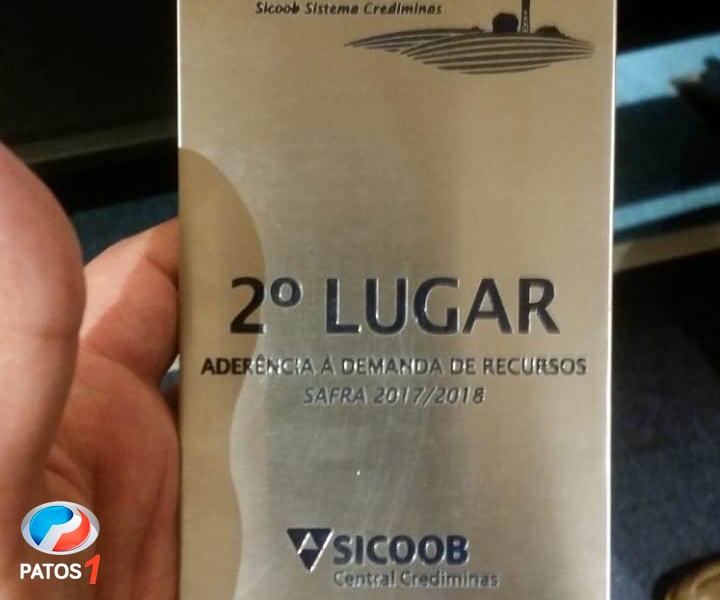 Sicoob Sistema Crediminas
2º LUGAR
ADERÊNCIA À DEMANDA DE RECURSOS
SAFRA 2017/2018
SICOOB
Central Crediminas
PATOS1